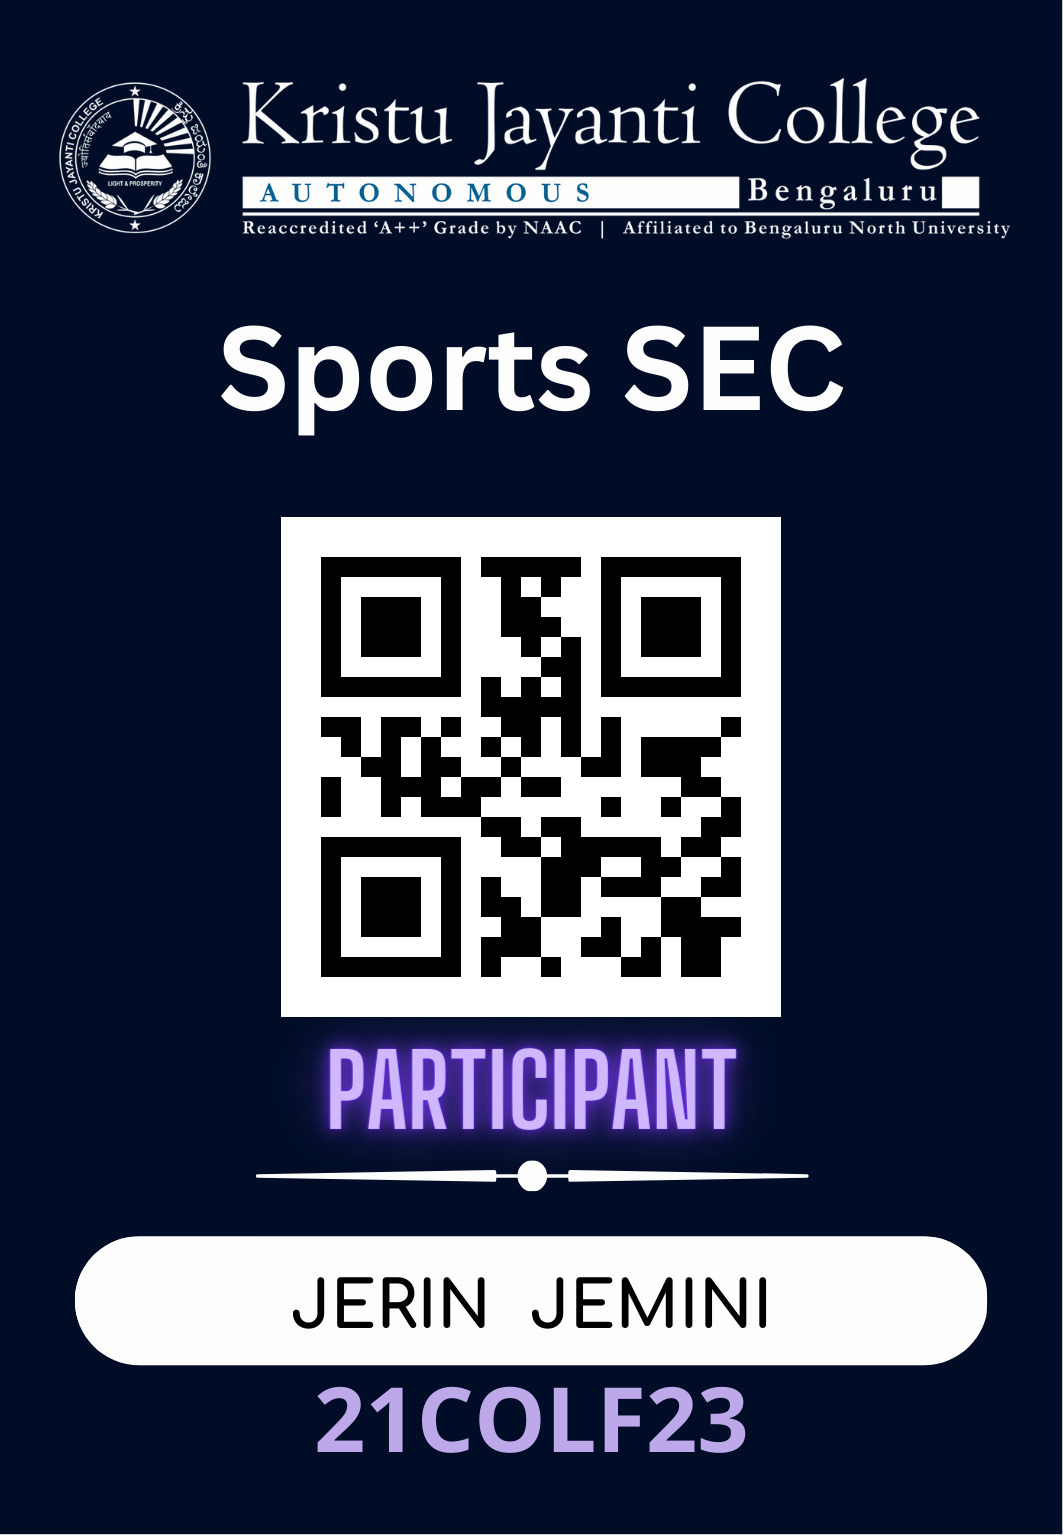 KRISTU JAYANTI COLLEGE
ज्योतिसंवादाय
ಕ್ರಿಸ್ತು ಜಯಂತಿ ಕಾಲೇಜು
LIGHT & PROSPERITY
Kristu Jayanti College
AUTONOMOUS Bengaluru
Reaccredited ‘A++’ Grade by NAAC | Affiliated to Bengaluru North University
Sports SEC
PARTICIPANT
JERIN JEMINI
21COLF23